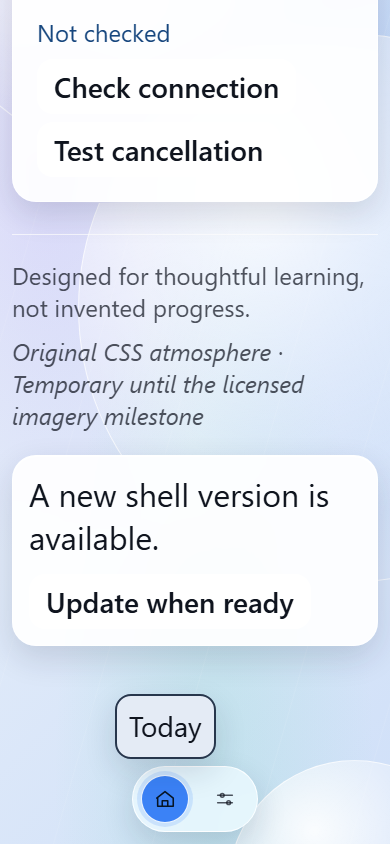 Not checked
Check connection
Test cancellation
Designed for thoughtful learning,
not invented progress.
Original CSS atmosphere ·
Temporary until the licensed
imagery milestone
A new shell version is
available.
Update when ready
Today